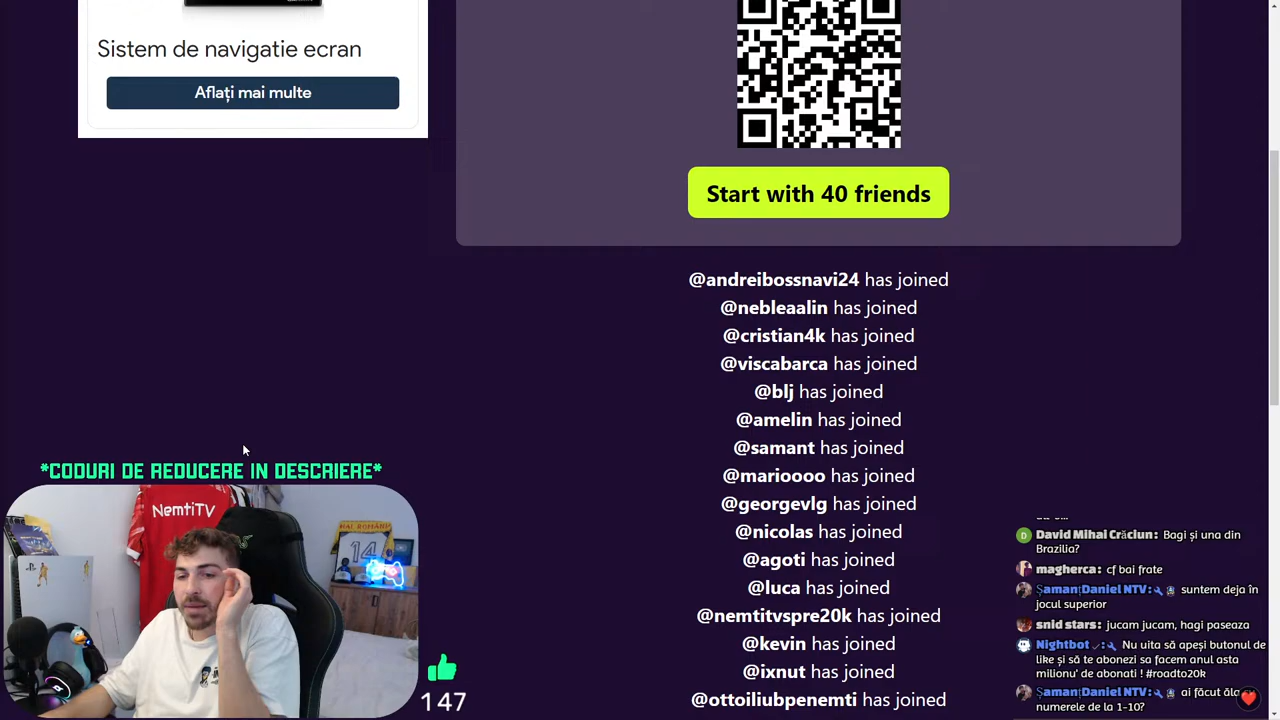 Sistem de navigatie ecran
Aflați mai multe
Start with 40 friends
@andreibossnavi24 has joined
@nebleaalin has joined
@cristian4k has joined
@viscabarca has joined
@blj has joined
@amelin has joined
@samant has joined
@marioooo has joined
@georgevlg has joined
@nicolas has joined
@agoti has joined
@luca has joined
@nemtitvspre20k has joined
@kevin has joined
@ixnut has joined
@ottoiliubpenemti has joined
*CODURI DE REDUCERE IN DESCRIERE*
NemtiTV
HAI ROMÂNIA
14
147
David Mihai Crăciun: Bagi și una din
Brazilia?
magherca: cf bai frate
ȘamanțDaniel NTV: suntem deja în
jocul superior
snid stars: jucam jucam, hagi paseaza
Nightbot: Nu uita să apeși butonul de
like și să te abonezi sa facem anul asta
milionu' de abonati ! #roadto20k
ȘamanțDaniel NTV: ai făcut ăla
numerele de la 1-10?